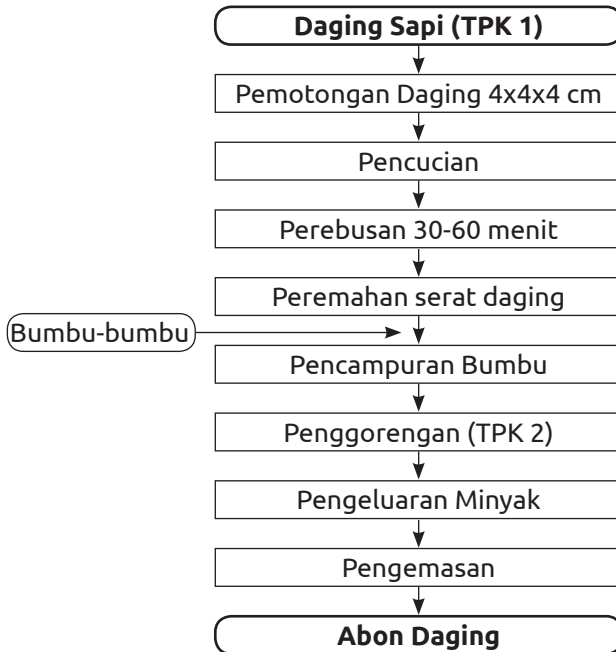 Daging Sapi (TPK 1)
Pemotongan Daging 4x4x4 cm
Pencucian
Perebusan 30-60 menit
Peremahan serat daging
Bumbu-bumbu
Pencampuran Bumbu
Penggorengan (TPK 2)
Pengeluaran Minyak
Pengemasan
Abon Daging